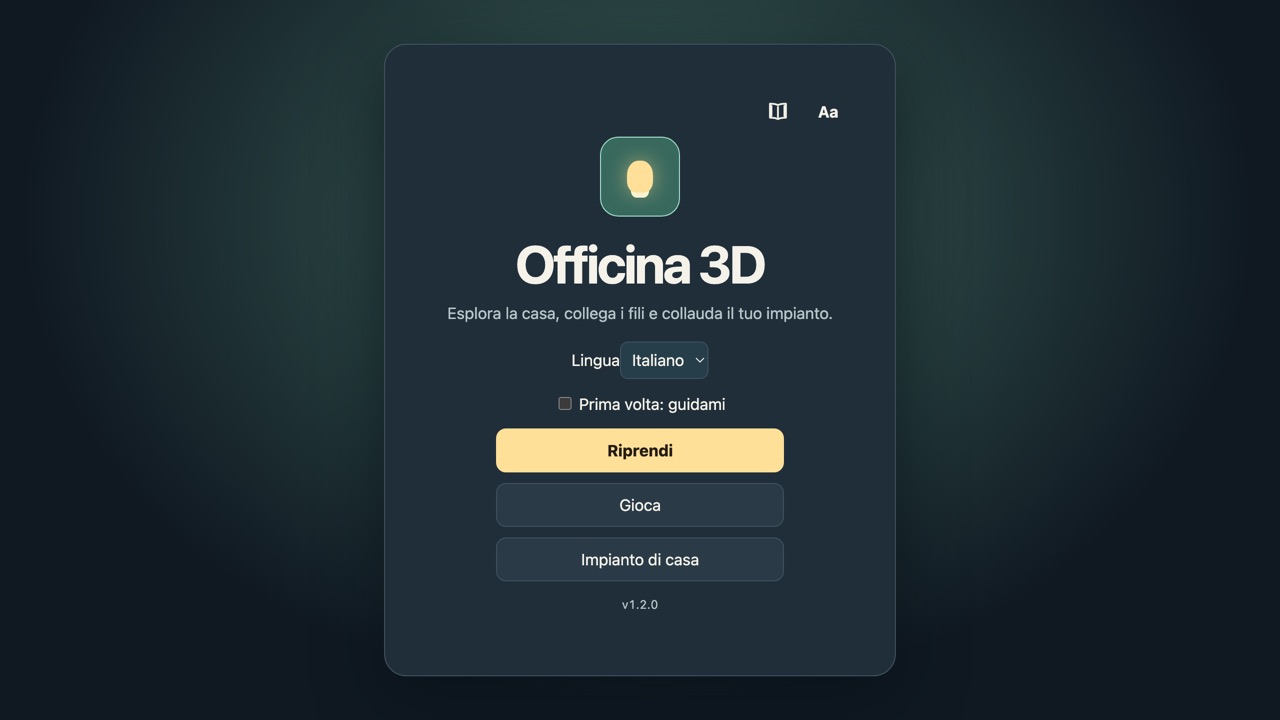 Aa
Officina 3D
Esplora la casa, collega i fili e collauda il tuo impianto.
Lingua Italiano
Prima volta: guidami
Riprendi
Gioca
Impianto di casa
v1.2.0